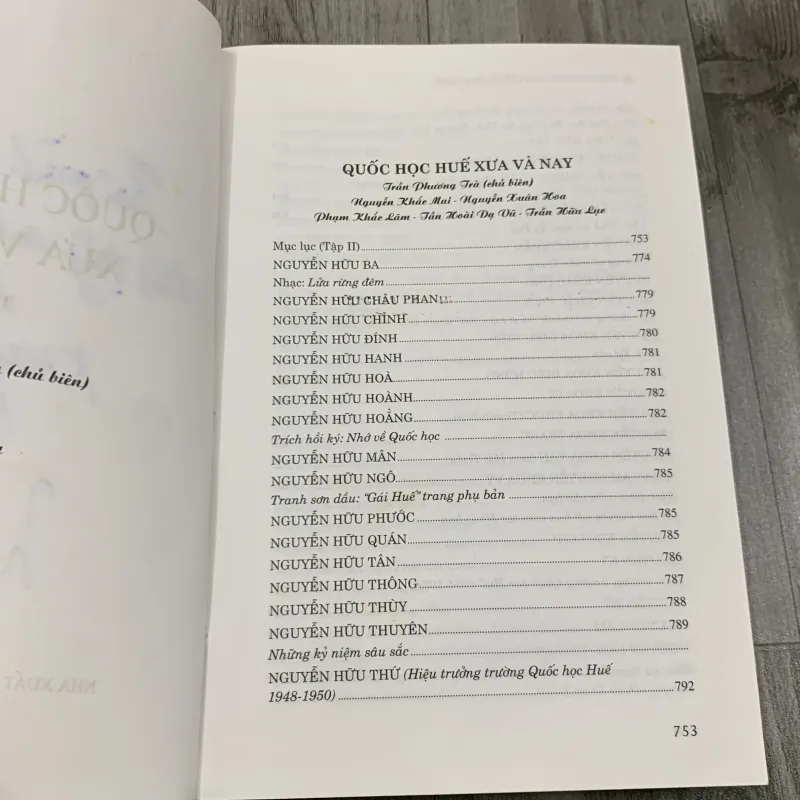 QUỐC HỌC HUẾ XƯA VÀ NAY
Trần Phương Trà (chủ biên)
Nguyễn Khắc Mai - Nguyễn Xuân Hoa
Phạm Khắc Lãm - Tần Hoài Dạ Vũ - Trần Hữu Lục
Mục lục (Tập II) 753
NGUYỄN HỮU BA 774
Nhạc: Lửa rừng đêm
NGUYỄN HỮU CHÂU PHAN 779
NGUYỄN HỮU CHỈNH 779
NGUYỄN HỮU ĐÍNH 780
NGUYỄN HỮU HANH 781
NGUYỄN HỮU HOÀ 781
NGUYỄN HỮU HOÀNH 782
NGUYỄN HỮU HOẰNG 782
Trích hồi ký: Nhớ về Quốc học
NGUYỄN HỮU MÂN 784
NGUYỄN HỮU NGÔ 785
Tranh sơn dầu: "Gái Huế" trang phụ bản
NGUYỄN HỮU PHƯỚC 785
NGUYỄN HỮU QUÁN 785
NGUYỄN HỮU TÂN 786
NGUYỄN HỮU THÔNG 787
NGUYỄN HỮU THÙY 788
NGUYỄN HỮU THUYÊN 789
Những kỷ niệm sâu sắc
NGUYỄN HỮU THỨ (Hiệu trưởng trường Quốc học Huế
1948-1950) 792
753
(chủ biên)